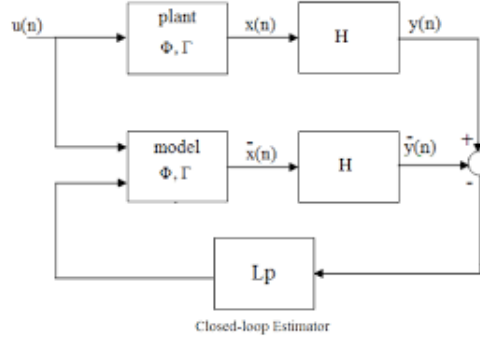 u(n)
plant
Φ, Γ
x(n)
H
y(n)
+
model
Φ, Γ
x̄(n)
H
ȳ(n)
-
Lp
Closed-loop Estimator